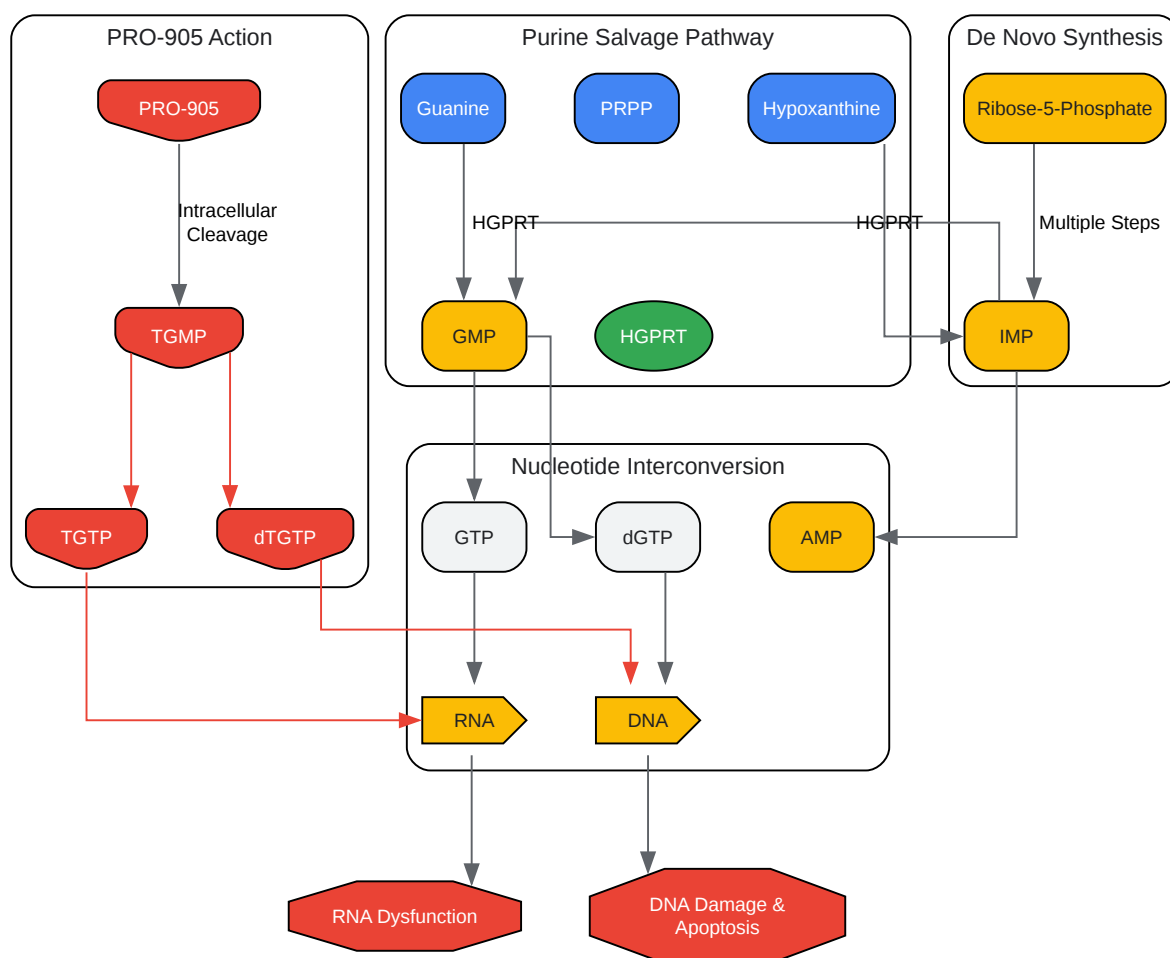 PRO-905 Action
Purine Salvage Pathway
De Novo Synthesis
PRO-905
Guanine
PRPP
Hypoxanthine
Ribose-5-Phosphate
Intracellular
Cleavage
HGPRT
HGPRT
Multiple Steps
TGMP
GMP
HGPRT
IMP
Nucleotide Interconversion
TGTP
dTGTP
GTP
dGTP
AMP
RNA
DNA
RNA Dysfunction
DNA Damage &
Apoptosis